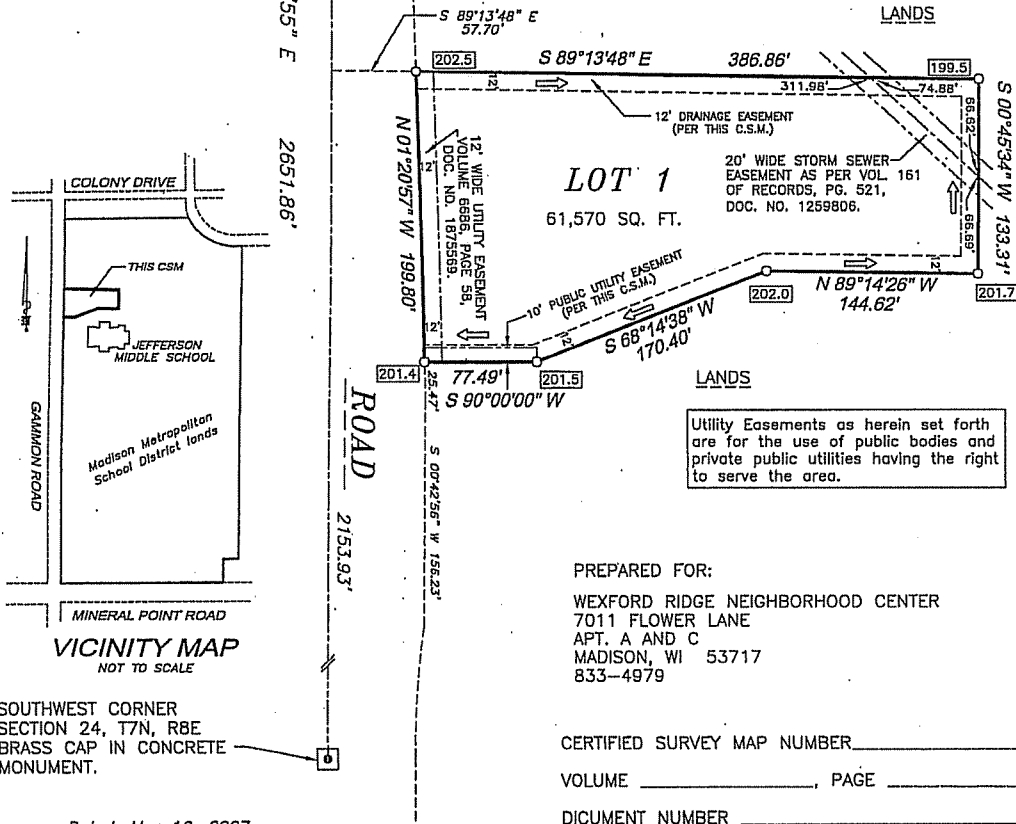 S 89°13'48" E
57.70'
LANDS
55" E 2651.86'
202.5
S 89°13'48" E 386.86'
199.5
12'
311.98'
74.88'
12' DRAINAGE EASEMENT
(PER THIS C.S.M.)
66.62'
S 00°45'34" W 133.31'
66.69'
N 01°20'57" W 199.80'
12'
12' WIDE UTILITY EASEMENT
VOLUME 6686, PAGE 58,
DOC. NO. 1875569.
20' WIDE STORM SEWER
EASEMENT AS PER VOL. 161
OF RECORDS, PG. 521,
DOC. NO. 1259806.
LOT 1
61,570 SQ. FT.
10' PUBLIC UTILITY EASEMENT
(PER THIS C.S.M.)
12'
12'
12'
202.0
N 89°14'26" W
144.62'
201.7
S 68°14'38" W
170.40'
201.4
77.49'
201.5
S 90°00'00" W
25.47'
S 00°42'56" W 156.23'
LANDS
ROAD
2153.93'
Utility Easements as herein set forth
are for the use of public bodies and
private public utilities having the right
to serve the area.
COLONY DRIVE
THIS CSM
JEFFERSON
MIDDLE SCHOOL
Madison Metropolitan
School District lands
GAMMON ROAD
MINERAL POINT ROAD
VICINITY MAP
NOT TO SCALE
PREPARED FOR:
WEXFORD RIDGE NEIGHBORHOOD CENTER
7011 FLOWER LANE
APT. A AND C
MADISON, WI 53717
833-4979
SOUTHWEST CORNER
SECTION 24, T7N, R8E
BRASS CAP IN CONCRETE
MONUMENT.
CERTIFIED SURVEY MAP NUMBER
VOLUME , PAGE
DICUMENT NUMBER